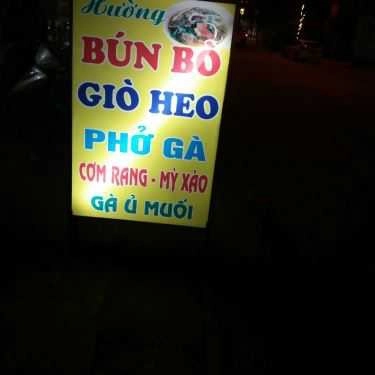 Hường
BÚN BÒ
GIÒ HEO
PHỞ GÀ
CƠM RANG - MỲ XÀO
GÀ Ủ MUỐI